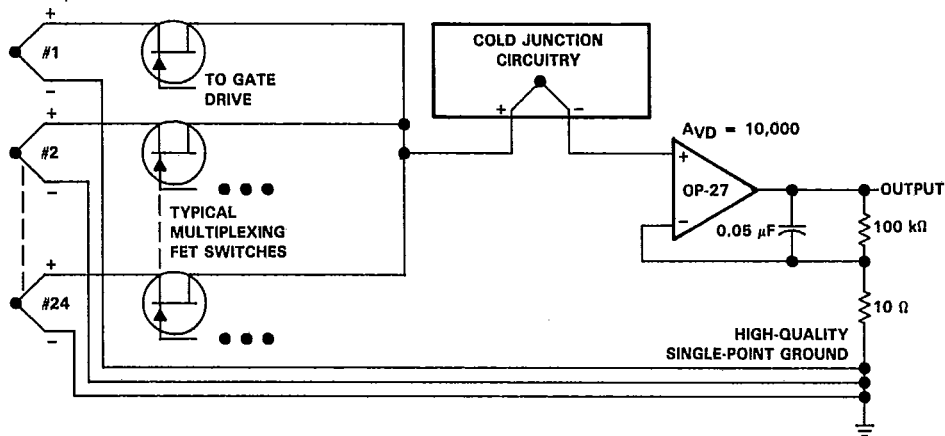 +
#1
−
TO GATE
DRIVE
+
#2
−
TYPICAL
MULTIPLEXING
FET SWITCHES
+
#24
−
COLD JUNCTION
CIRCUITRY
+ −
AVD = 10,000
+
OP-27
−
OUTPUT
0.05 μF
100 kΩ
10 Ω
HIGH-QUALITY
SINGLE-POINT GROUND